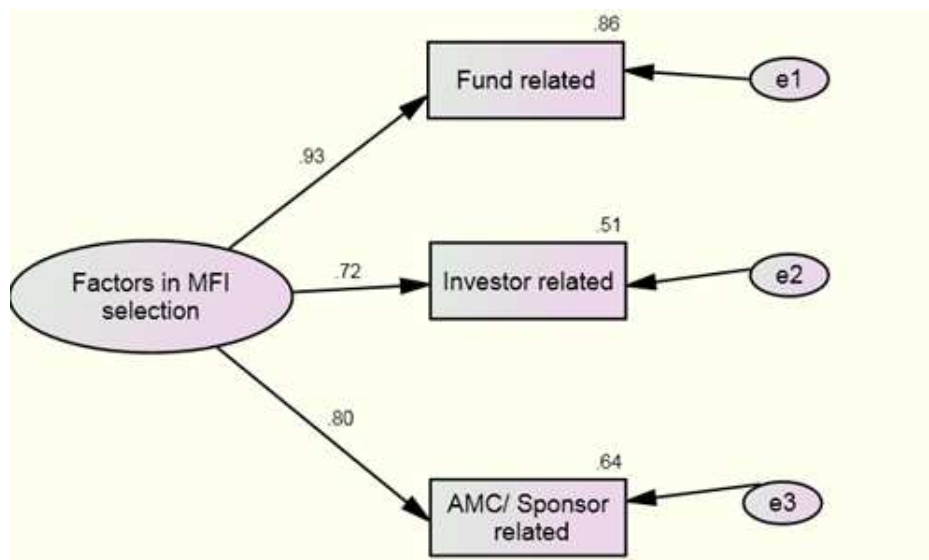 .86
Fund related
e1
.93
.51
Factors in MFI
selection
.72
Investor related
e2
.80
.64
AMC/ Sponsor
related
e3